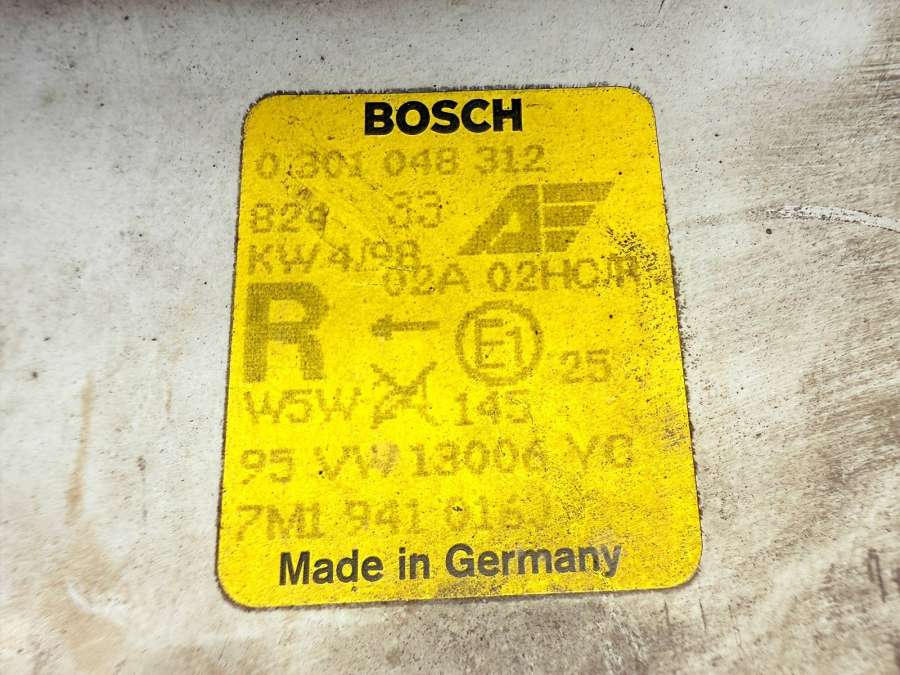 BOSCH
0 301 048 312
824 33
KW 4/98
02A 02HC/R
R E1
25
W5W 145
95 VW 13006 YG
7M1 941 016J
Made in Germany